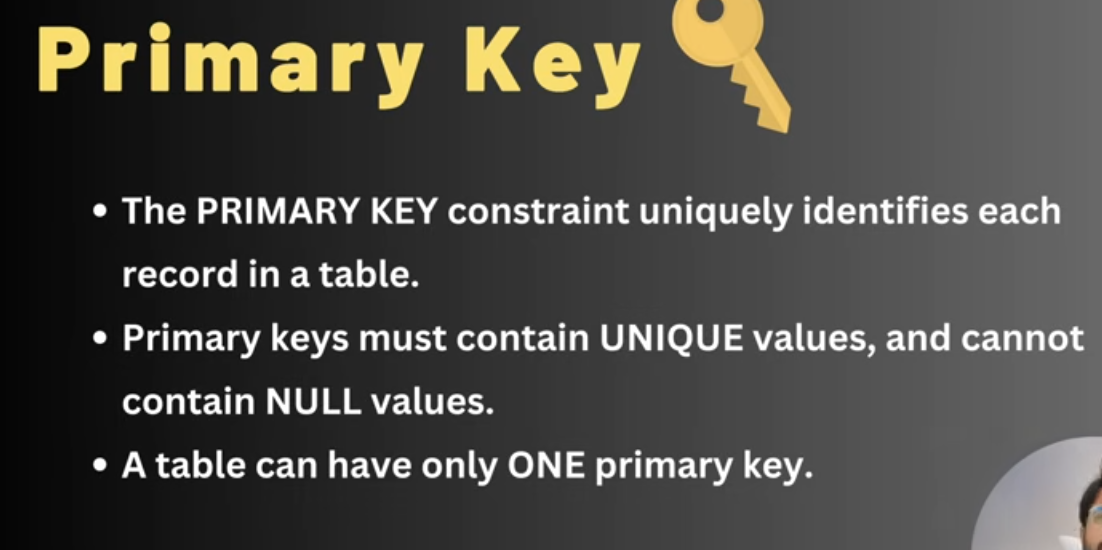 Primary Key
• The PRIMARY KEY constraint uniquely identifies each
record in a table.
• Primary keys must contain UNIQUE values, and cannot
contain NULL values.
• A table can have only ONE primary key.